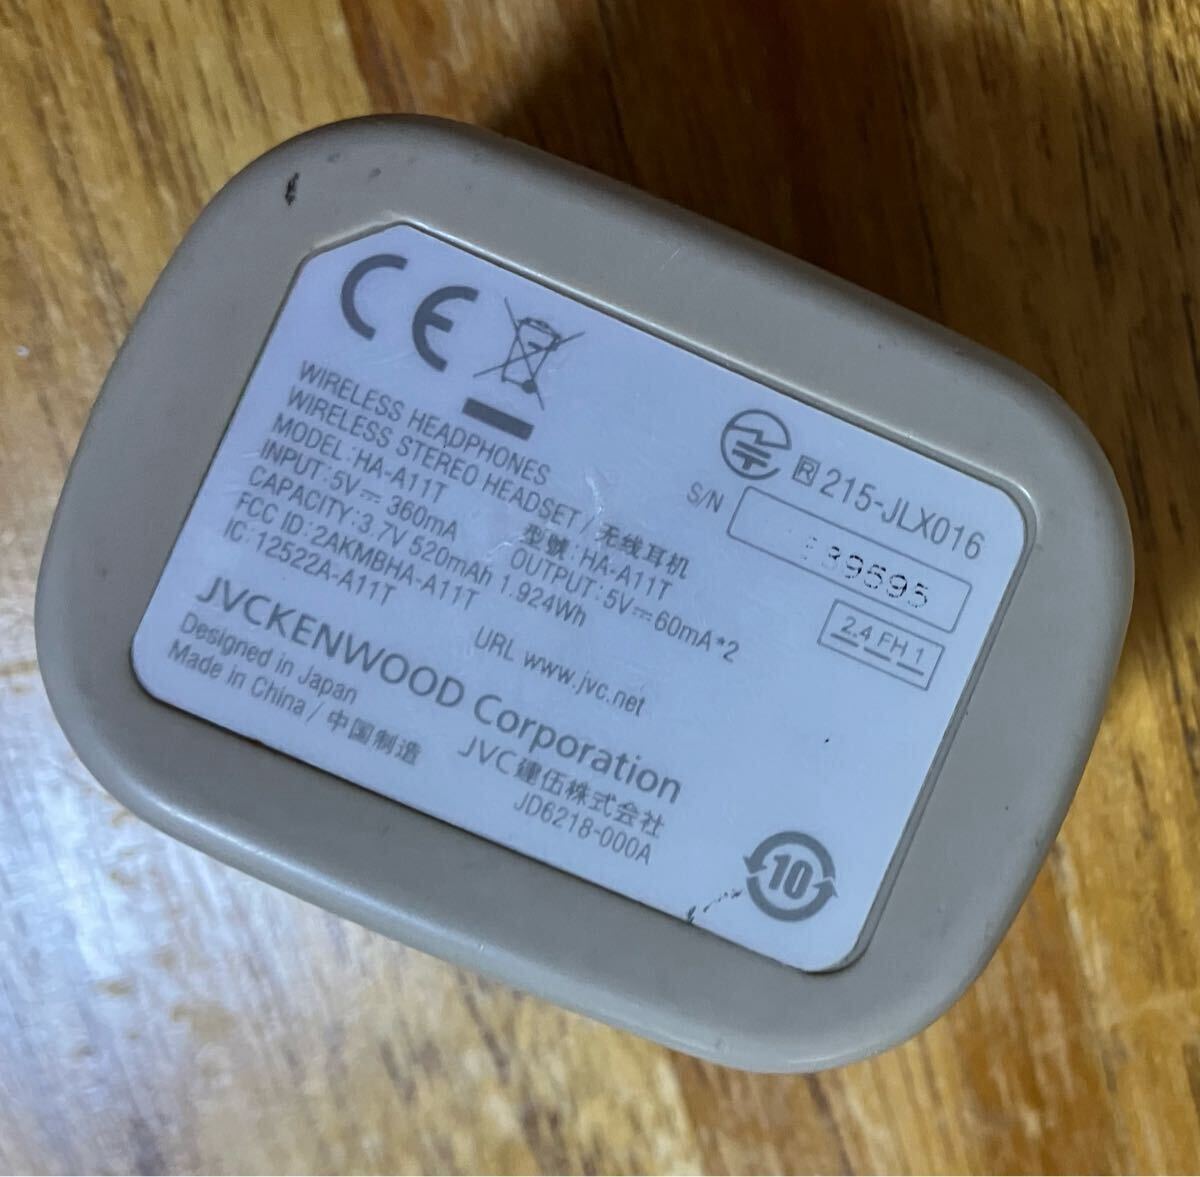 CE
WIRELESS HEADPHONES
WIRELESS STEREO HEADSET / 无线耳机
MODEL:HA-A11T 型號:HA-A11T
INPUT:5V⎓360mA OUTPUT:5V⎓60mA*2
CAPACITY:3.7V 520mAh 1.924Wh
FCC ID:2AKMBHA-A11T
IC:12522A-A11T URL www.jvc.net
JVCKENWOOD Corporation
Designed in Japan JVC建伍株式会社
Made in China / 中国制造 JD6218-000A
R 215-JLX016
S/N
2.4 FH 1
10